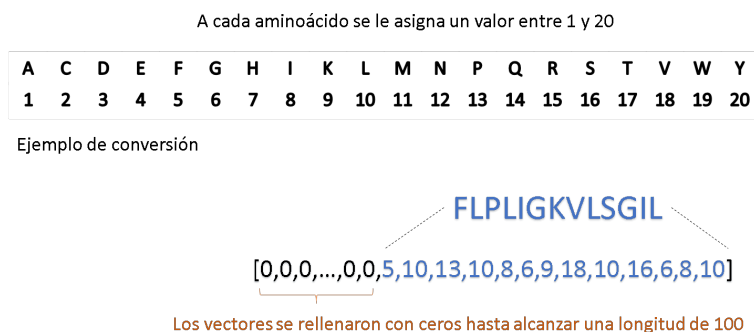 A cada aminoácido se le asigna un valor entre 1 y 20
A C D E F G H I K L M N P Q R S T V W Y
1 2 3 4 5 6 7 8 9 10 11 12 13 14 15 16 17 18 19 20
Ejemplo de conversión
FLPLIGKVLSGIL
[0,0,0,...,0,0,5,10,13,10,8,6,9,18,10,16,6,8,10]
Los vectores se rellenaron con ceros hasta alcanzar una longitud de 100